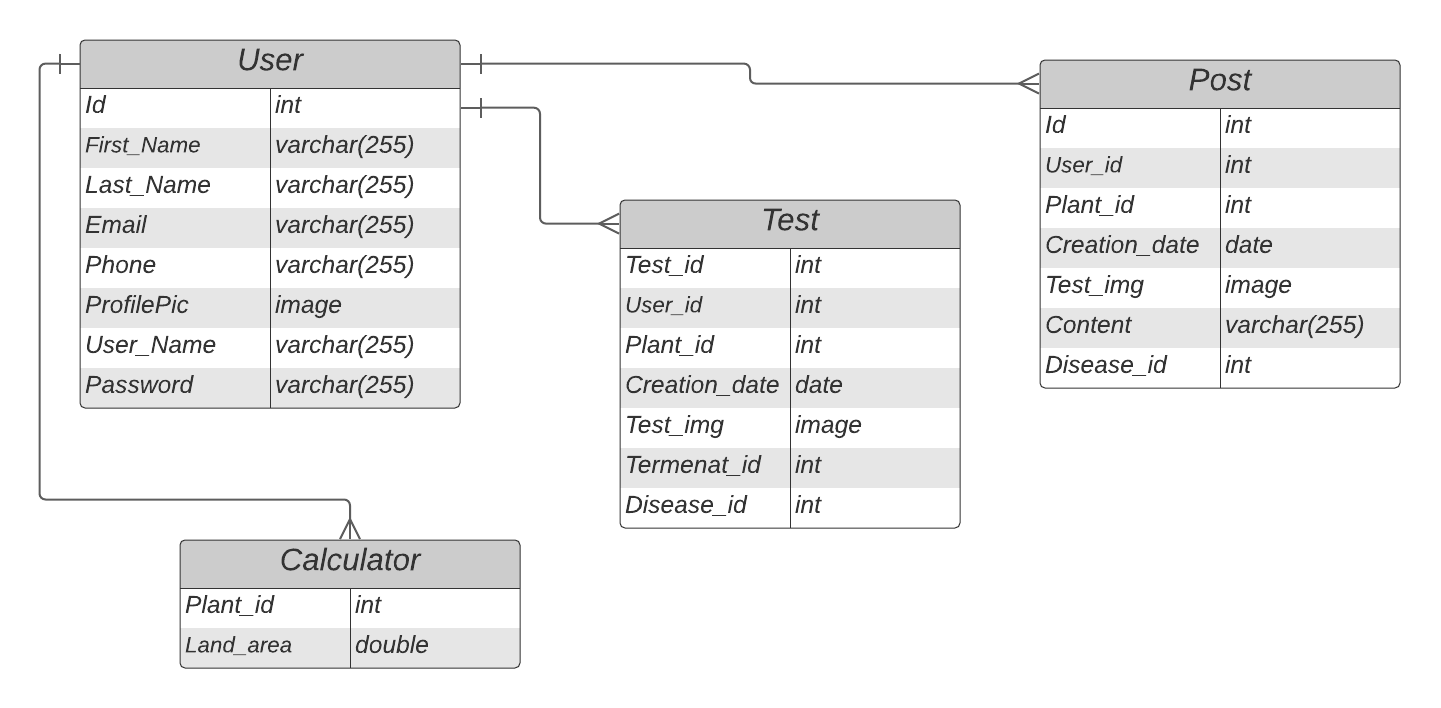 User
Id int
First_Name varchar(255)
Last_Name varchar(255)
Email varchar(255)
Phone varchar(255)
ProfilePic image
User_Name varchar(255)
Password varchar(255)
Post
Id int
User_id int
Plant_id int
Creation_date date
Test_img image
Content varchar(255)
Disease_id int
Test
Test_id int
User_id int
Plant_id int
Creation_date date
Test_img image
Termenat_id int
Disease_id int
Calculator
Plant_id int
Land_area double